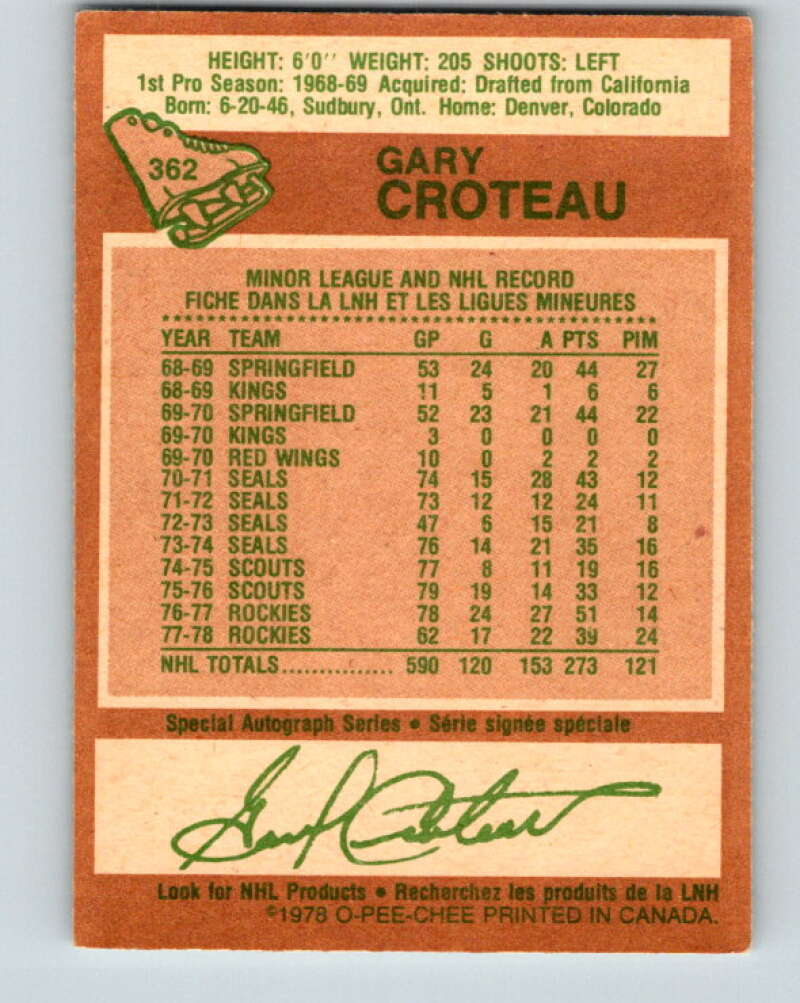 HEIGHT: 6'0'' WEIGHT: 205 SHOOTS: LEFT
1st Pro Season: 1968-69 Acquired: Drafted from California
Born: 6-20-46, Sudbury, Ont. Home: Denver, Colorado
362
GARY
CROTEAU
MINOR LEAGUE AND NHL RECORD
FICHE DANS LA LNH ET LES LIGUES MINEURES
YEAR TEAM GP G A PTS PIM
68-69 SPRINGFIELD 53 24 20 44 27
68-69 KINGS 11 5 1 6 6
69-70 SPRINGFIELD 52 23 21 44 22
69-70 KINGS 3 0 0 0 0
69-70 RED WINGS 10 0 2 2 2
70-71 SEALS 74 15 28 43 12
71-72 SEALS 73 12 12 24 11
72-73 SEALS 47 6 15 21 8
73-74 SEALS 76 14 21 35 16
74-75 SCOUTS 77 8 11 19 16
75-76 SCOUTS 79 19 14 33 12
76-77 ROCKIES 78 24 27 51 14
77-78 ROCKIES 62 17 22 39 24
NHL TOTALS............... 590 120 153 273 121
Special Autograph Series • Série signée spéciale
Gary Croteau
Look for NHL Products • Recherchez les produits de la LNH
©1978 O-PEE-CHEE PRINTED IN CANADA.